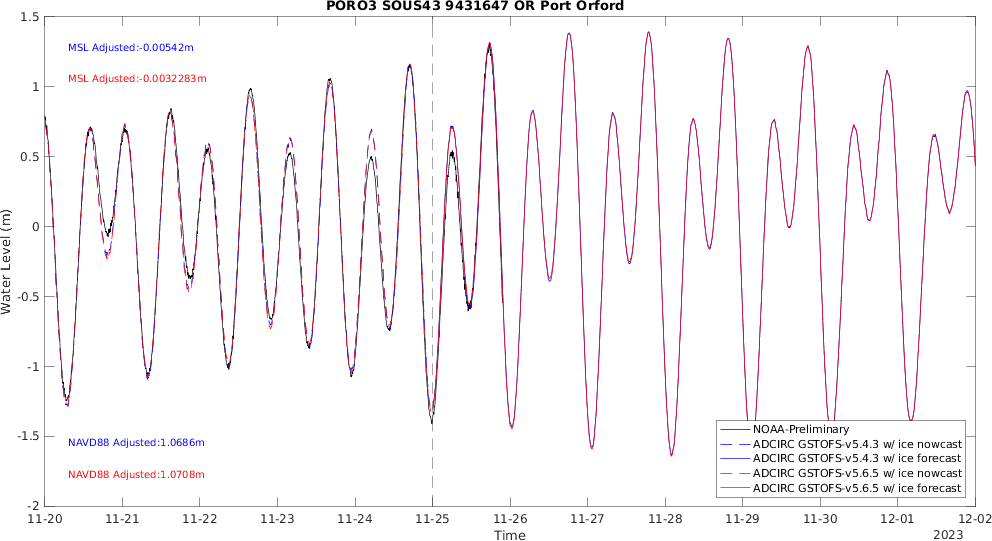 PORO3 SOUS43 9431647 OR Port Orford
MSL Adjusted:-0.00542m
MSL Adjusted:-0.0032283m
NAVD88 Adjusted:1.0686m
NAVD88 Adjusted:1.0708m
Water Level (m)
1.5
1
0.5
0
-0.5
-1
-1.5
-2
NOAA-Preliminary
ADCIRC GSTOFS-v5.4.3 w/ ice nowcast
ADCIRC GSTOFS-v5.4.3 w/ ice forecast
ADCIRC GSTOFS-v5.6.5 w/ ice nowcast
ADCIRC GSTOFS-v5.6.5 w/ ice forecast
11-20 11-21 11-22 11-23 11-24 11-25 11-26 11-27 11-28 11-29 11-30 12-01 12-02
Time
2023